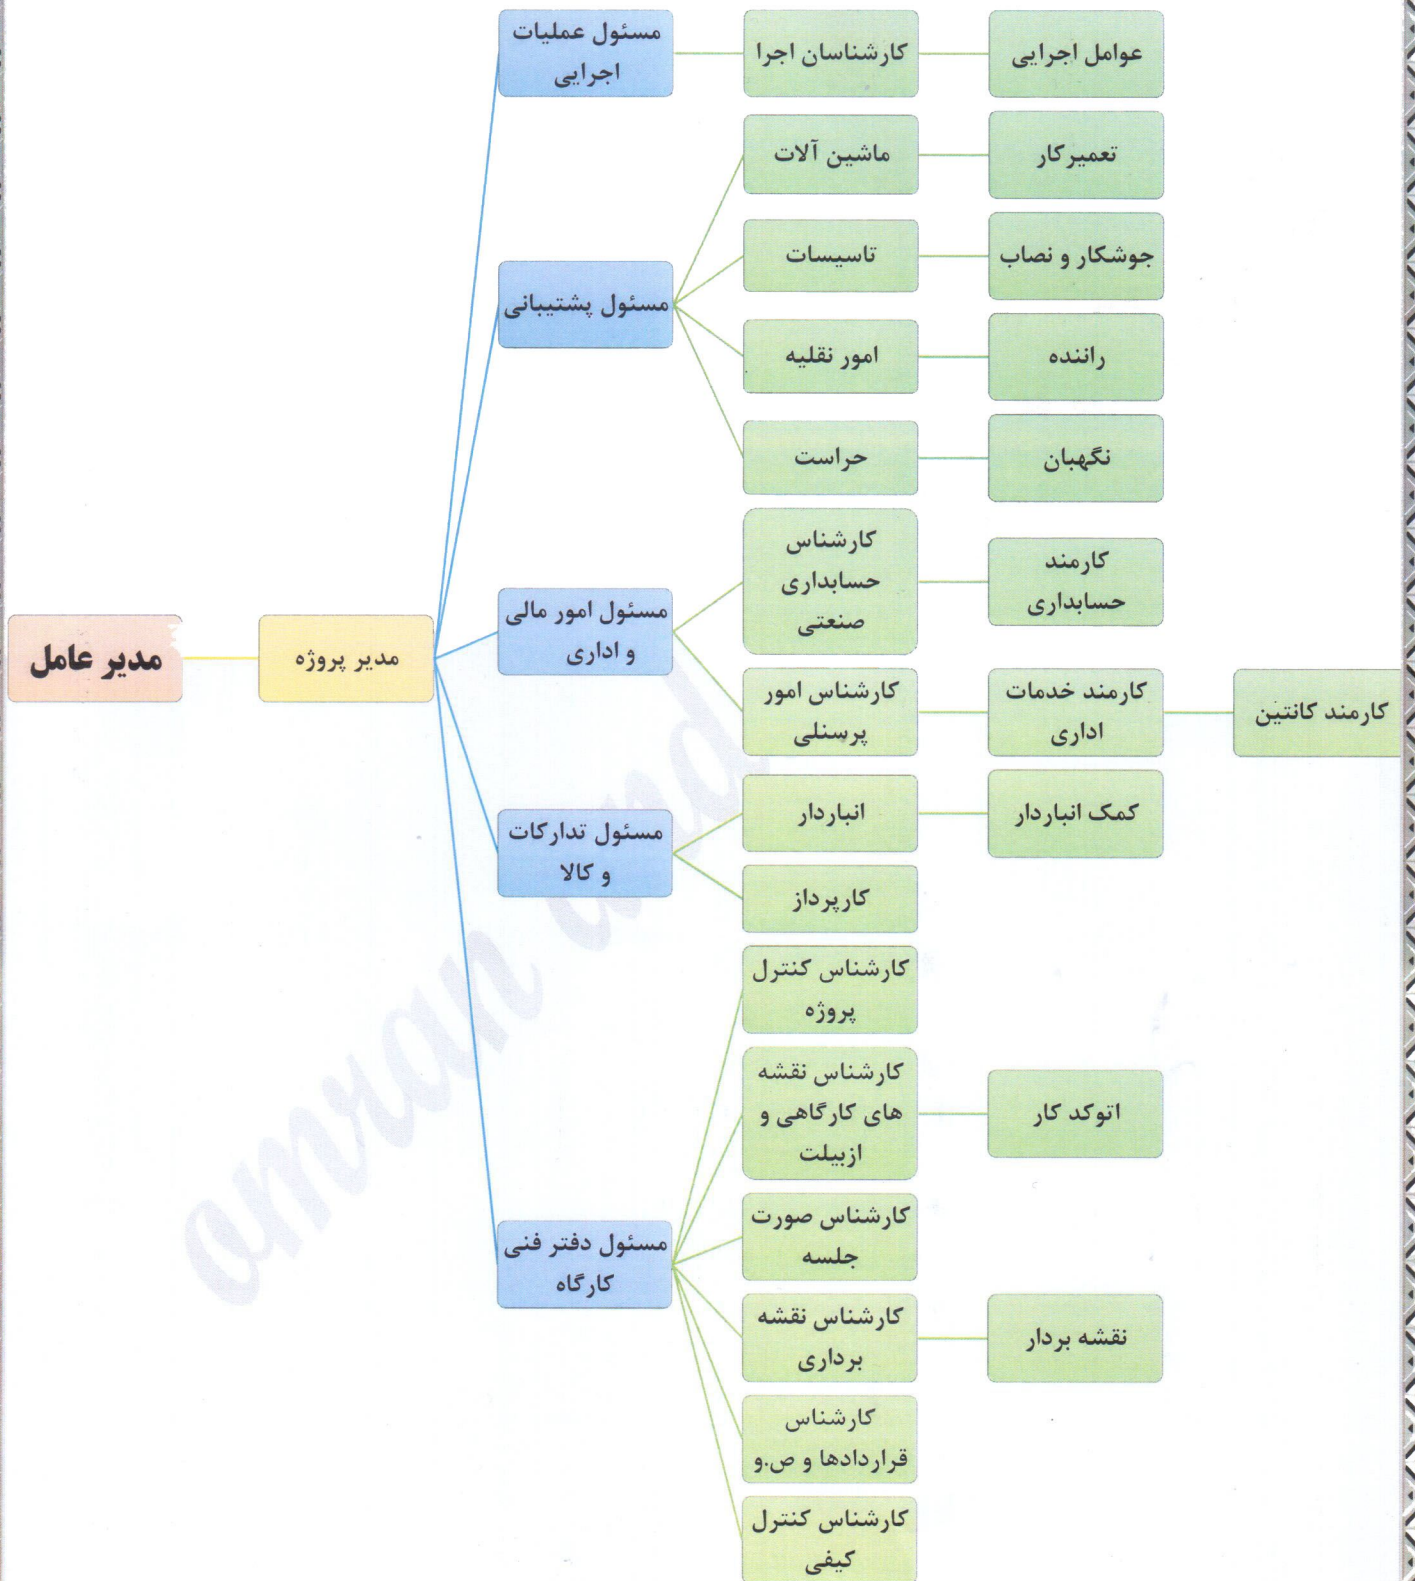 مسئول عملیات
اجرایی
کارشناسان اجرا
عوامل اجرایی
ماشین آلات
تعمیرکار
تاسیسات
جوشکار و نصاب
مسئول پشتیبانی
امور نقلیه
راننده
حراست
نگهبان
کارشناس
حسابداری
صنعتی
کارمند
حسابداری
مسئول امور مالی
و اداری
مدیر عامل
مدیر پروژه
کارشناس امور
پرسنلی
کارمند خدمات
اداری
کارمند کانتین
مسئول تدارکات
و کالا
انباردار
کمک انباردار
کارپرداز
کارشناس کنترل
پروژه
کارشناس نقشه
های کارگاهی و
ازبیلت
اتوکد کار
مسئول دفتر فنی
کارگاه
کارشناس صورت
جلسه
کارشناس نقشه
برداری
نقشه بردار
کارشناس
قراردادها و ص.و
کارشناس کنترل
کیفی
omran and